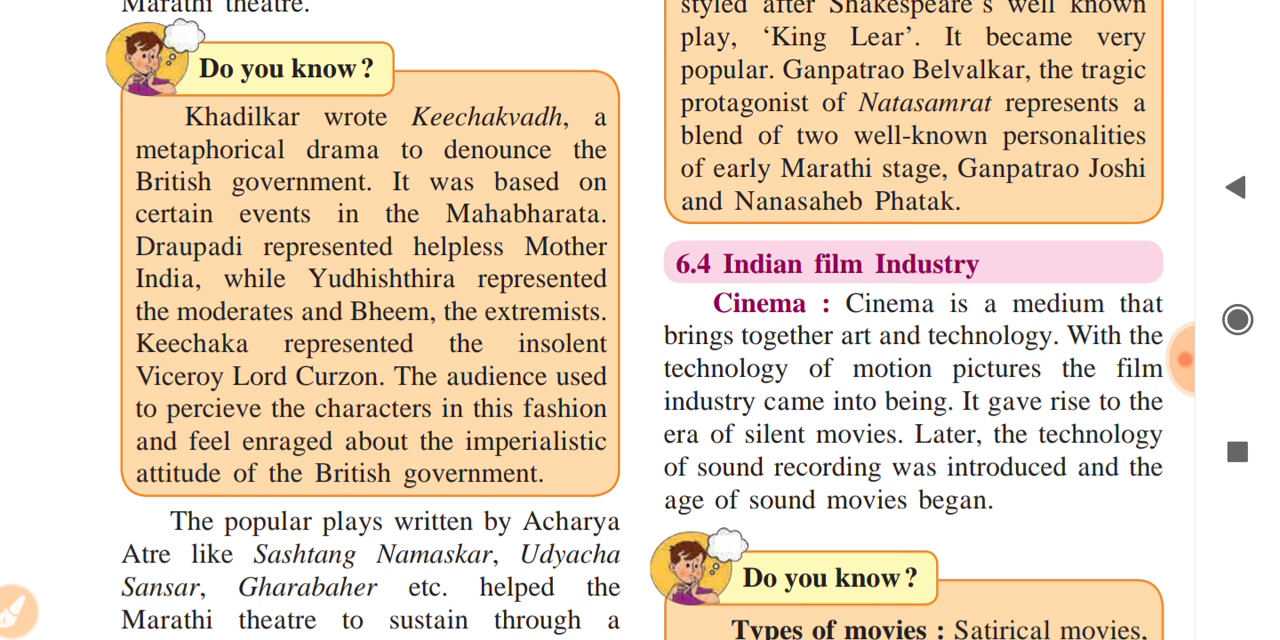 Marathi theatre.
Do you know?
Khadilkar wrote Keechakvadh, a
metaphorical drama to denounce the
British government. It was based on
certain events in the Mahabharata.
Draupadi represented helpless Mother
India, while Yudhishthira represented
the moderates and Bheem, the extremists.
Keechaka represented the insolent
Viceroy Lord Curzon. The audience used
to percieve the characters in this fashion
and feel enraged about the imperialistic
attitude of the British government.
The popular plays written by Acharya
Atre like Sashtang Namaskar, Udyacha
Sansar, Gharabaher etc. helped the
Marathi theatre to sustain through a
styled after Shakespeare's well known
play, ‘King Lear’. It became very
popular. Ganpatrao Belvalkar, the tragic
protagonist of Natasamrat represents a
blend of two well-known personalities
of early Marathi stage, Ganpatrao Joshi
and Nanasaheb Phatak.
6.4 Indian film Industry
Cinema : Cinema is a medium that
brings together art and technology. With the
technology of motion pictures the film
industry came into being. It gave rise to the
era of silent movies. Later, the technology
of sound recording was introduced and the
age of sound movies began.
Do you know?
Types of movies : Satirical movies,